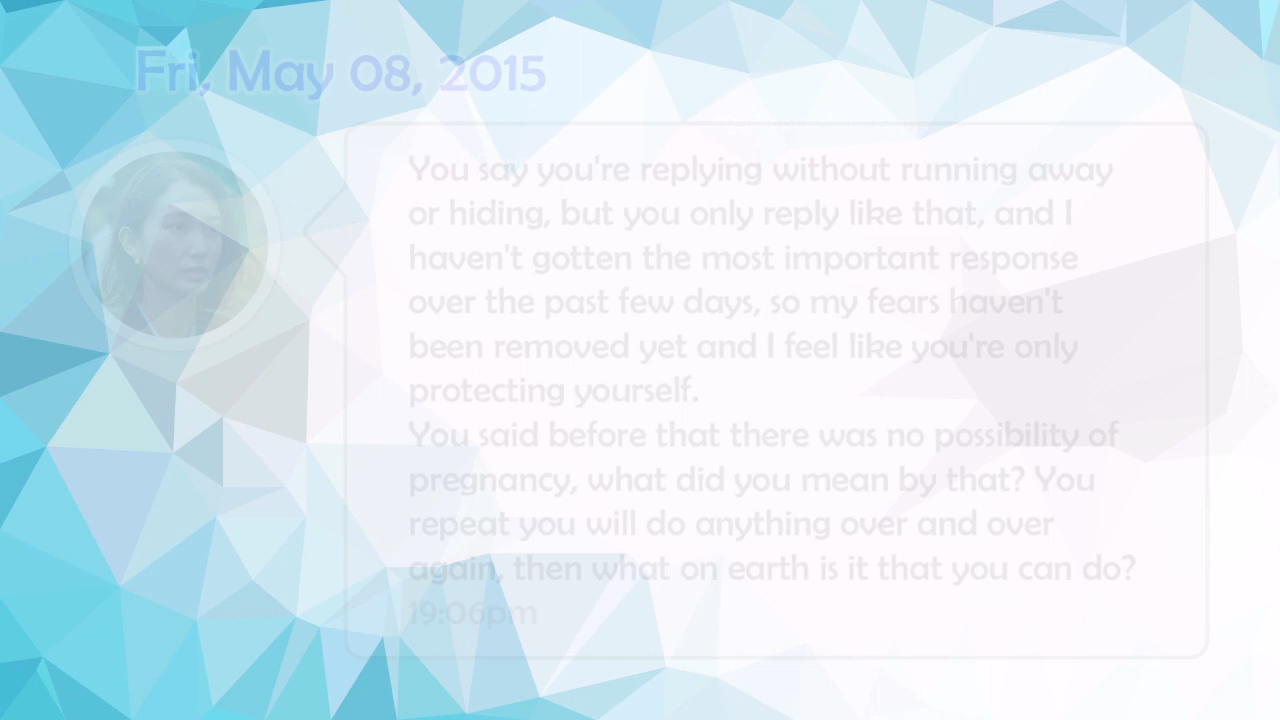 Fri, May 08, 2015
You say you're replying without running away
or hiding, but you only reply like that, and I
haven't gotten the most important response
over the past few days, so my fears haven't
been removed yet and I feel like you're only
protecting yourself.
You said before that there was no possibility of
pregnancy, what did you mean by that? You
repeat you will do anything over and over
again, then what on earth is it that you can do?
19:06pm